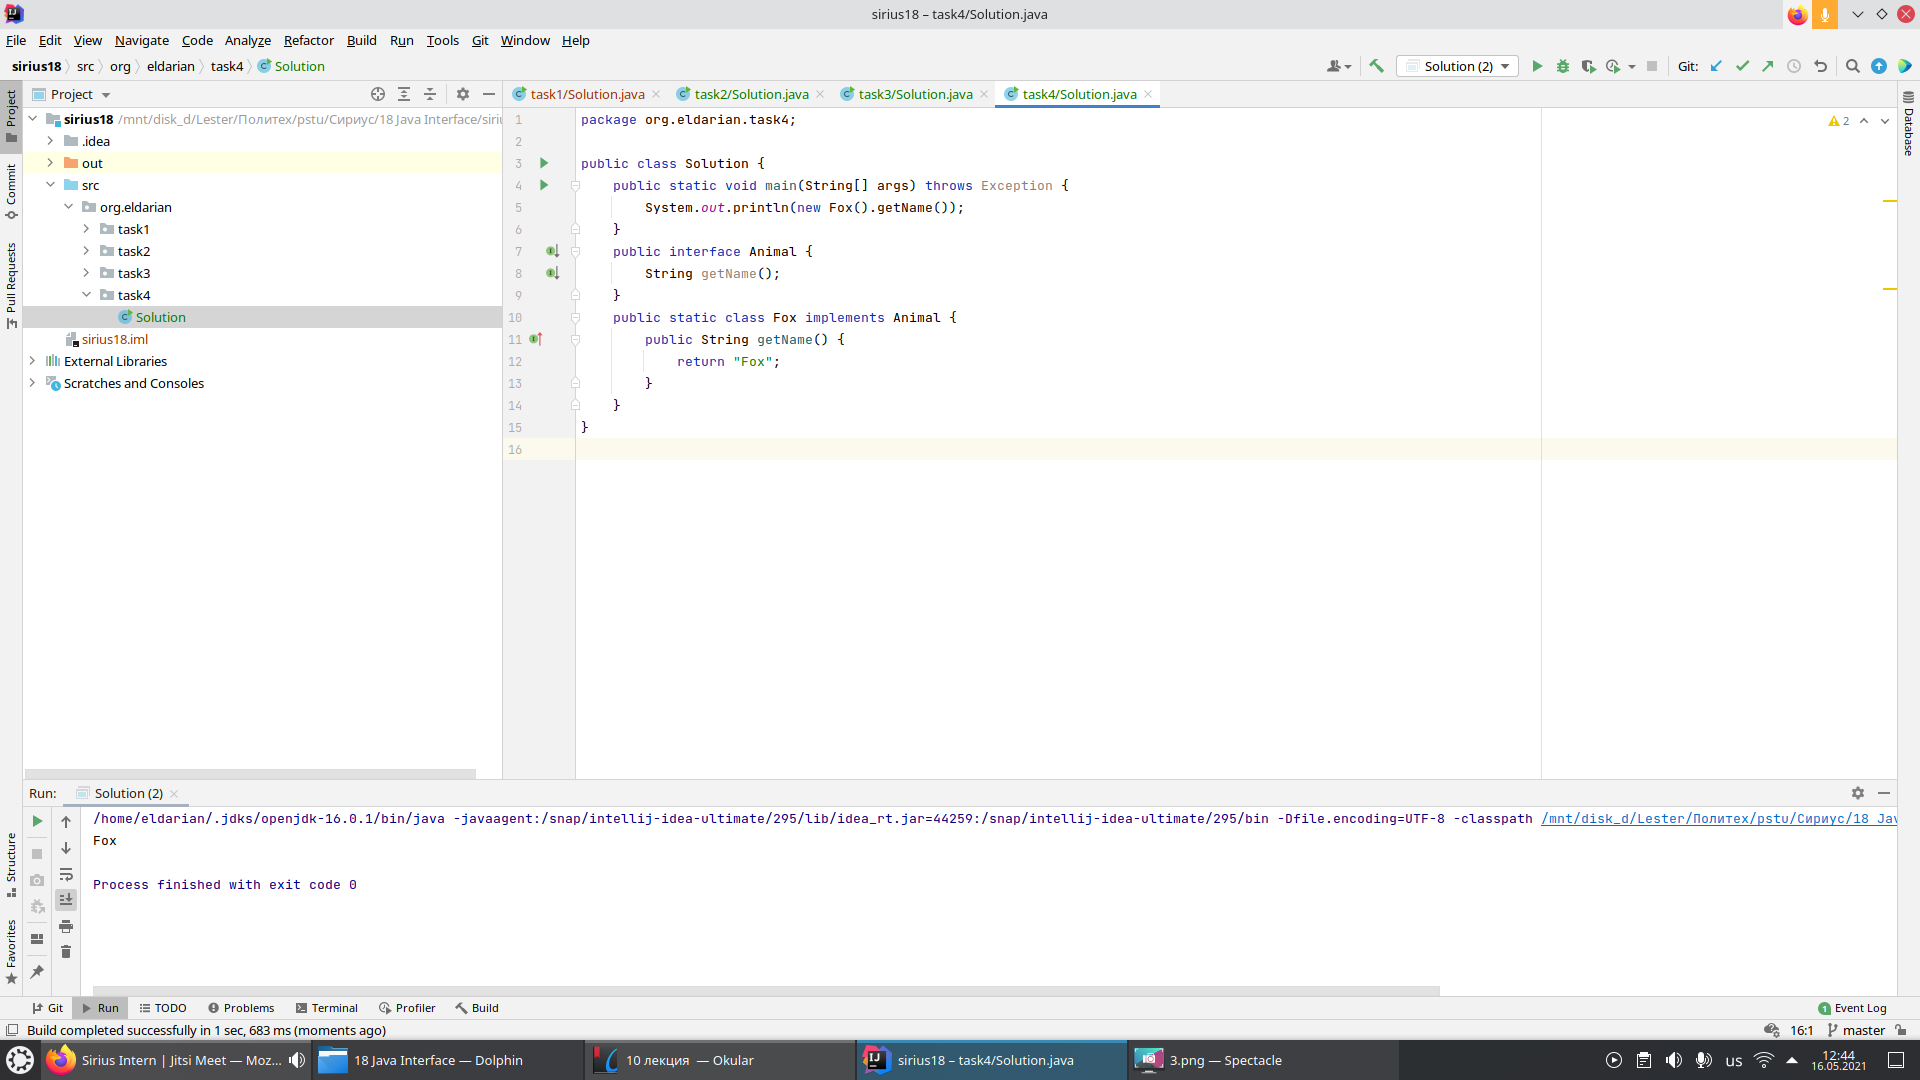 sirius18 – task4/Solution.java
File Edit View Navigate Code Analyze Refactor Build Run Tools Git Window Help
sirius18 src org eldarian task4 Solution
Solution (2)
Git:
Project
Commit
Pull Requests
Structure
Favorites
Database
Project
sirius18 /mnt/disk_d/Lester/Политех/pstu/Сириус/18 Java Interface/siri
.idea
out
src
org.eldarian
task1
task2
task3
task4
Solution
sirius18.iml
External Libraries
Scratches and Consoles
task1/Solution.java task2/Solution.java task3/Solution.java task4/Solution.java
2
1 package org.eldarian.task4;
2
3 public class Solution {
4 public static void main(String[] args) throws Exception {
5 System.out.println(new Fox().getName());
6 }
7 public interface Animal {
8 String getName();
9 }
10 public static class Fox implements Animal {
11 public String getName() {
12 return "Fox";
13 }
14 }
15 }
16
Run: Solution (2)
/home/eldarian/.jdks/openjdk-16.0.1/bin/java -javaagent:/snap/intellij-idea-ultimate/295/lib/idea_rt.jar=44259:/snap/intellij-idea-ultimate/295/bin -Dfile.encoding=UTF-8 -classpath /mnt/disk_d/Lester/Политех/pstu/Сириус/18 Jav
Fox
Process finished with exit code 0
Git Run TODO Problems Terminal Profiler Build
1 Event Log
Build completed successfully in 1 sec, 683 ms (moments ago)
16:1 master
Sirius Intern | Jitsi Meet — Moz...
18 Java Interface — Dolphin
10 лекция — Okular
sirius18 – task4/Solution.java
3.png — Spectacle
us
12:44
16.05.2021